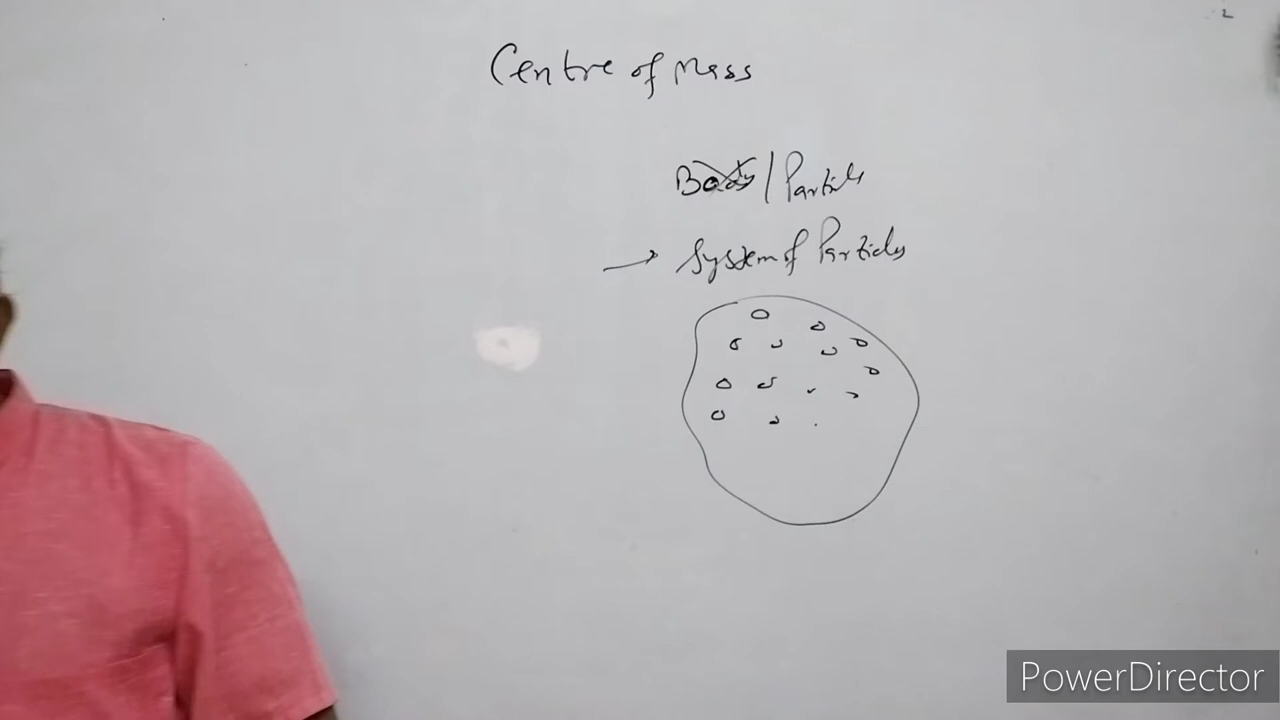 Centre of Mass
Body / Particle
→ System of Particles
PowerDirector